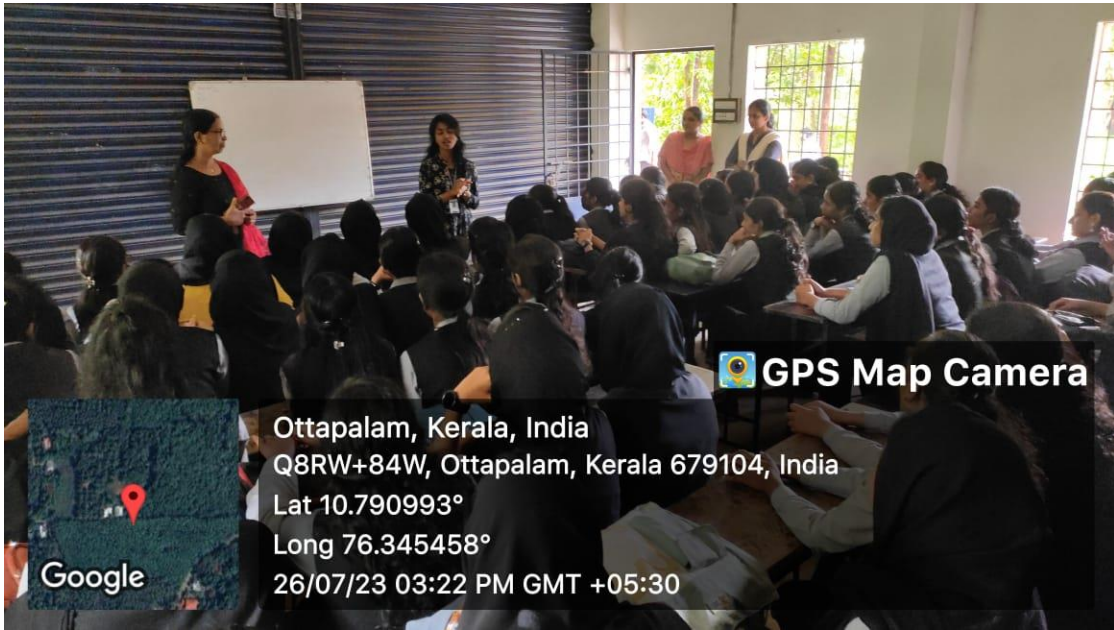 GPS Map Camera
Ottapalam, Kerala, India
Q8RW+84W, Ottapalam, Kerala 679104, India
Lat 10.790993°
Long 76.345458°
26/07/23 03:22 PM GMT +05:30
Google